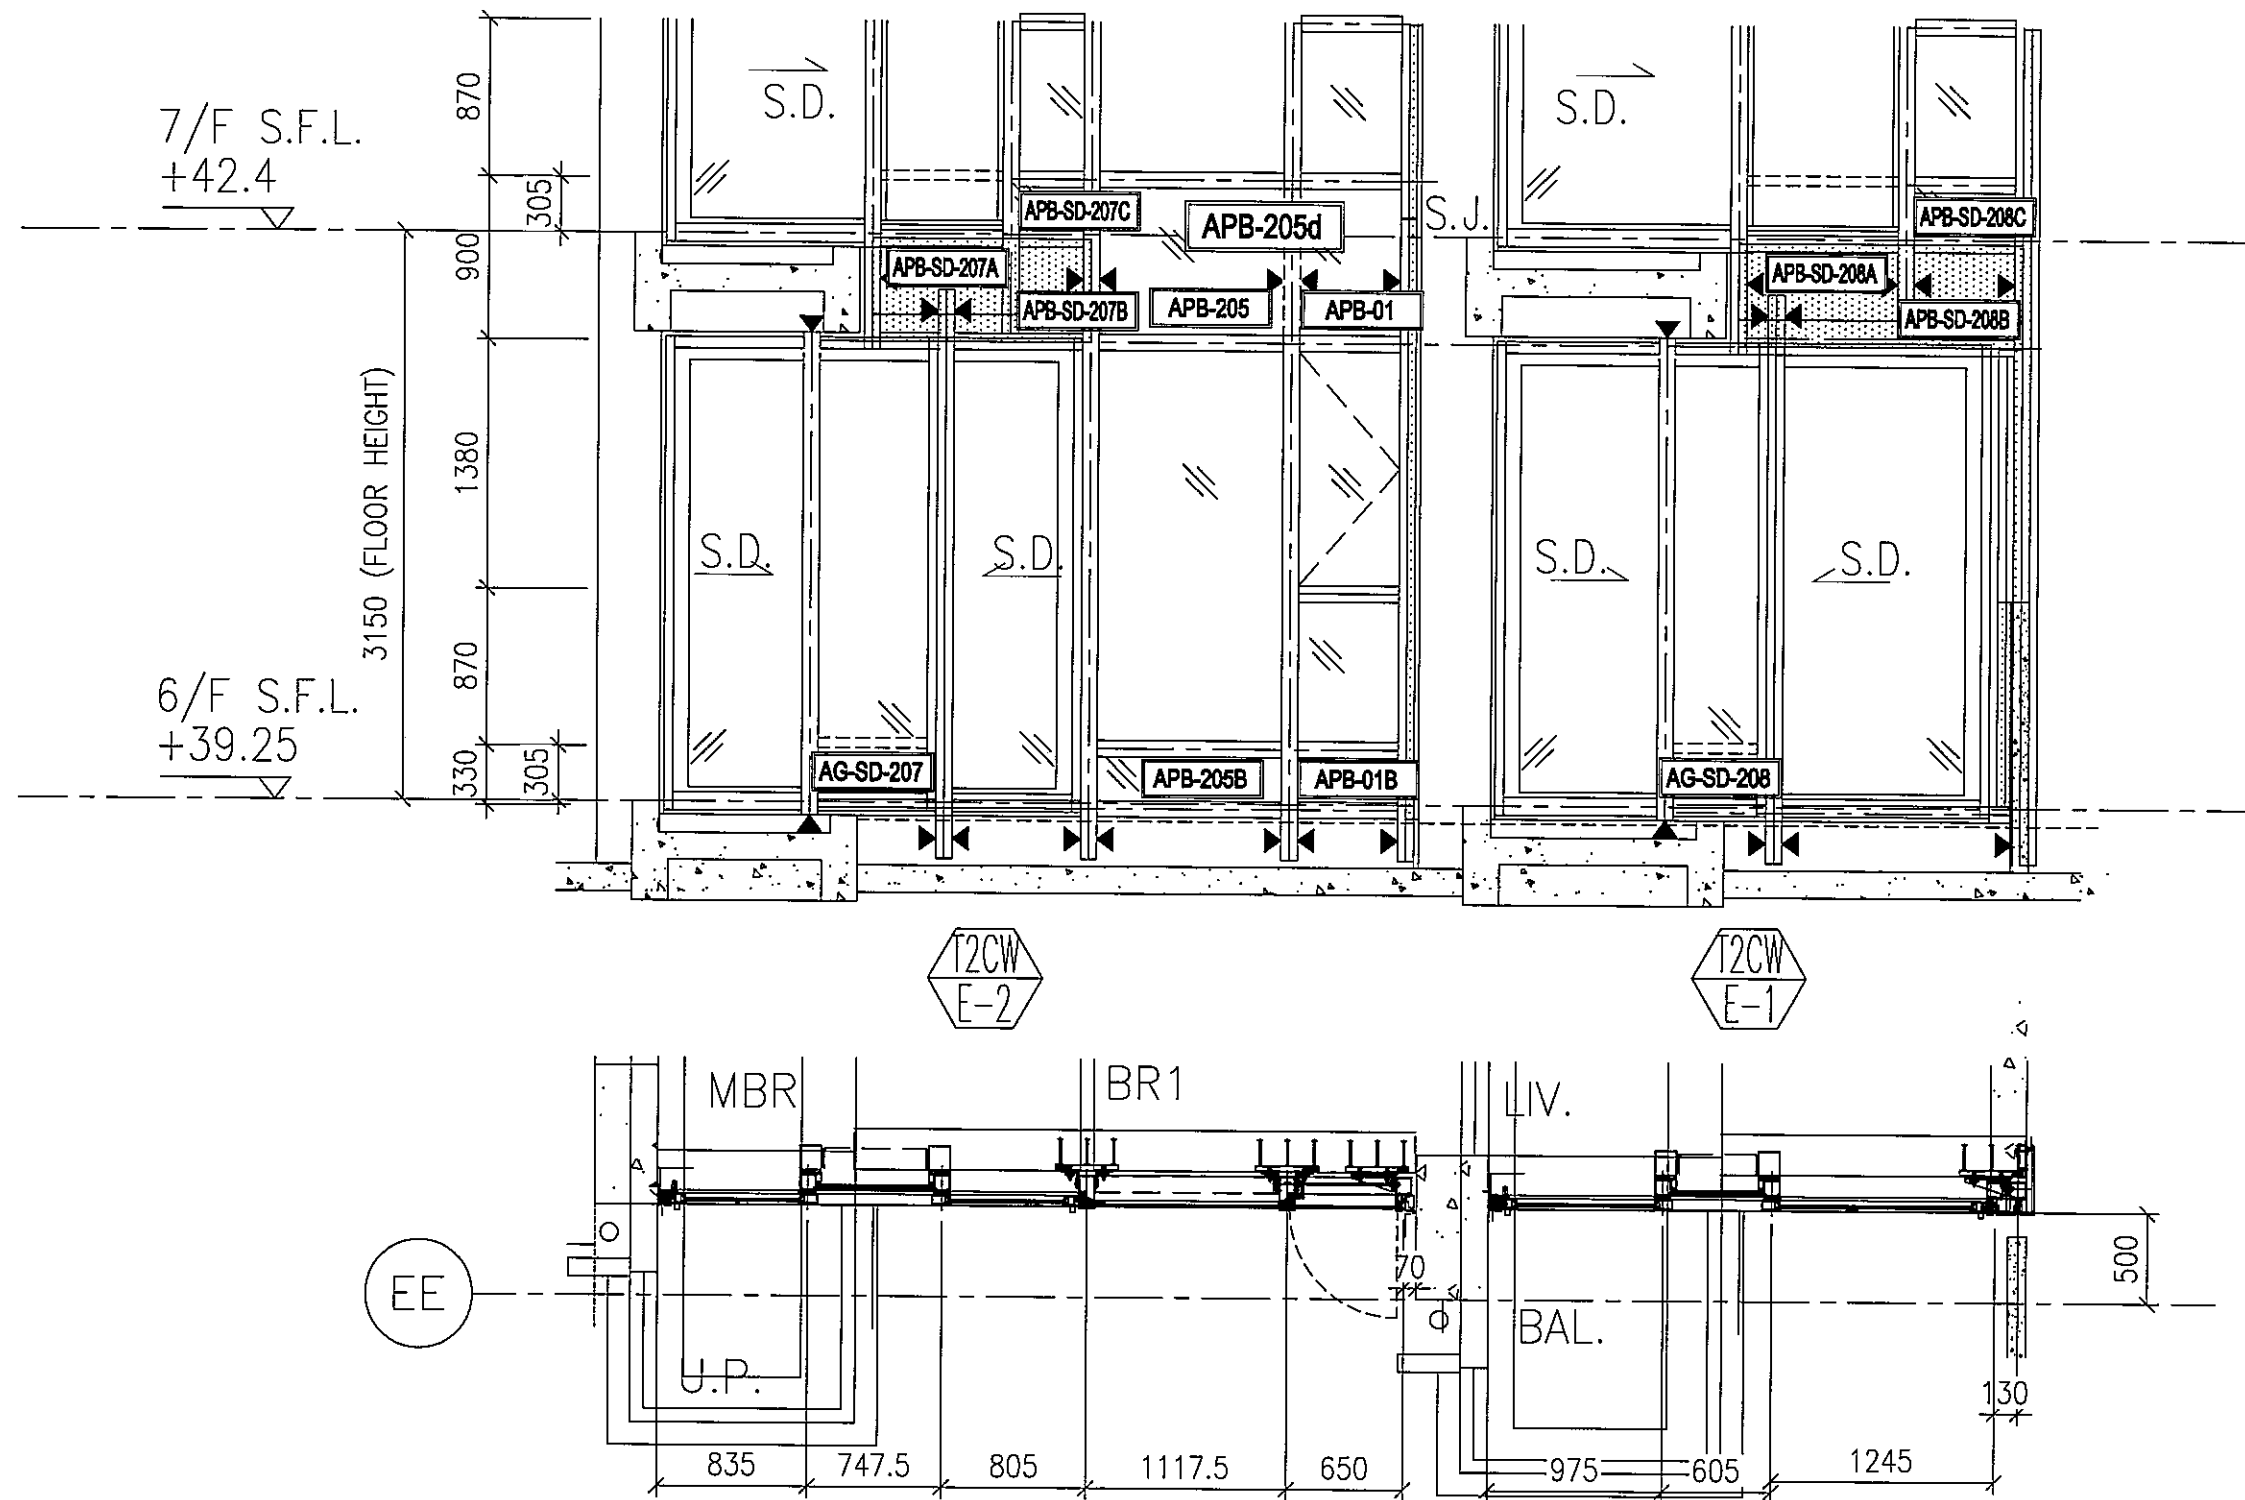 870
7/F S.F.L.
+42.4
305
900
3150 (FLOOR HEIGHT)
1380
870
6/F S.F.L.
+39.25
330
305
S.D.
S.D.
APB-SD-207C
APB-205d
S.J.
APB-SD-208C
APB-SD-207A
APB-SD-208A
APB-SD-207B
APB-205
APB-01
APB-SD-208B
S.D.
S.D.
S.D.
S.D.
AG-SD-207
APB-205B
APB-01B
AG-SD-208
T2CW
E-2
T2CW
E-1
MBR
BR1
LIV.
EE
70
500
BAL.
U.P.
130
835
747.5
805
1117.5
650
975
605
1245